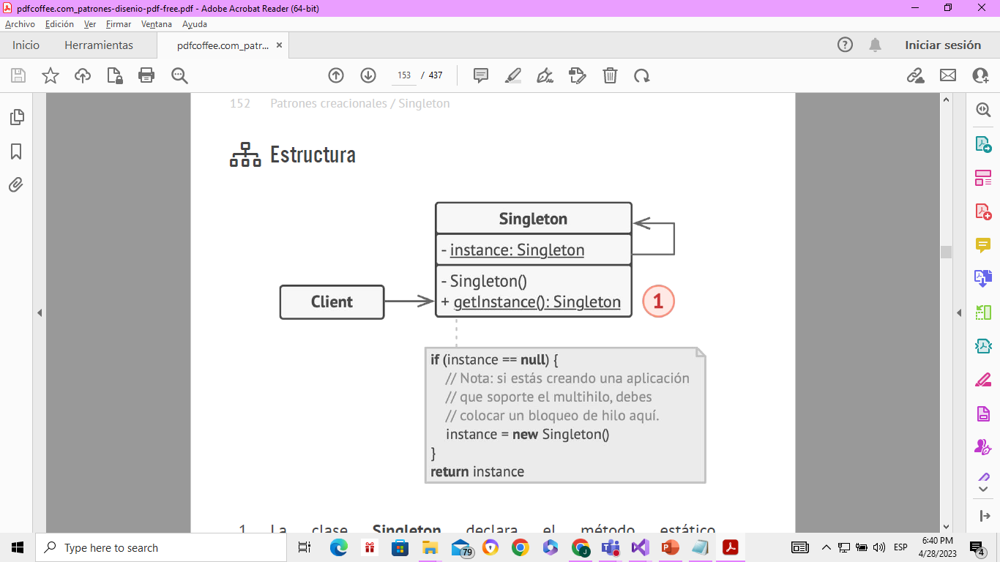 pdfcoffee.com_patrones-disenio-pdf-free.pdf - Adobe Acrobat Reader (64-bit)
Archivo Edición Ver Firmar Ventana Ayuda
Inicio Herramientas pdfcoffee.com_patr... × Iniciar sesión
153 / 437
152 Patrones creacionales / Singleton
Estructura
Singleton
- instance: Singleton
- Singleton()
+ getInstance(): Singleton
Client
1
if (instance == null) {
// Nota: si estás creando una aplicación
// que soporte el multihilo, debes
// colocar un bloqueo de hilo aquí.
instance = new Singleton()
}
return instance
1. La clase Singleton declara el método estático
Type here to search
79
ESP
6:40 PM
4/28/2023
4